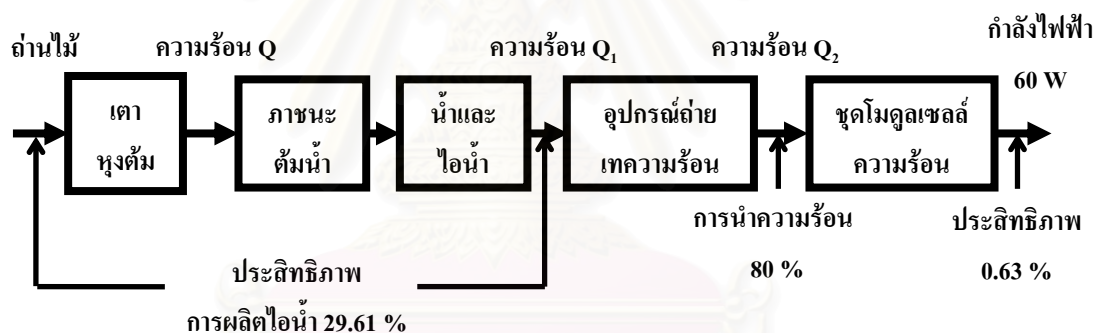 ถ่านไม้
ความร้อน Q
ความร้อน Q1
ความร้อน Q2
กำลังไฟฟ้า
60 W
เตา
หุงต้ม
ภาชนะ
ต้มน้ำ
น้ำและ
ไอน้ำ
อุปกรณ์ถ่าย
เทความร้อน
ชุดโมดูลเซลล์
ความร้อน
การนำความร้อน
80 %
ประสิทธิภาพ
0.63 %
ประสิทธิภาพ
การผลิตไอน้ำ 29.61 %